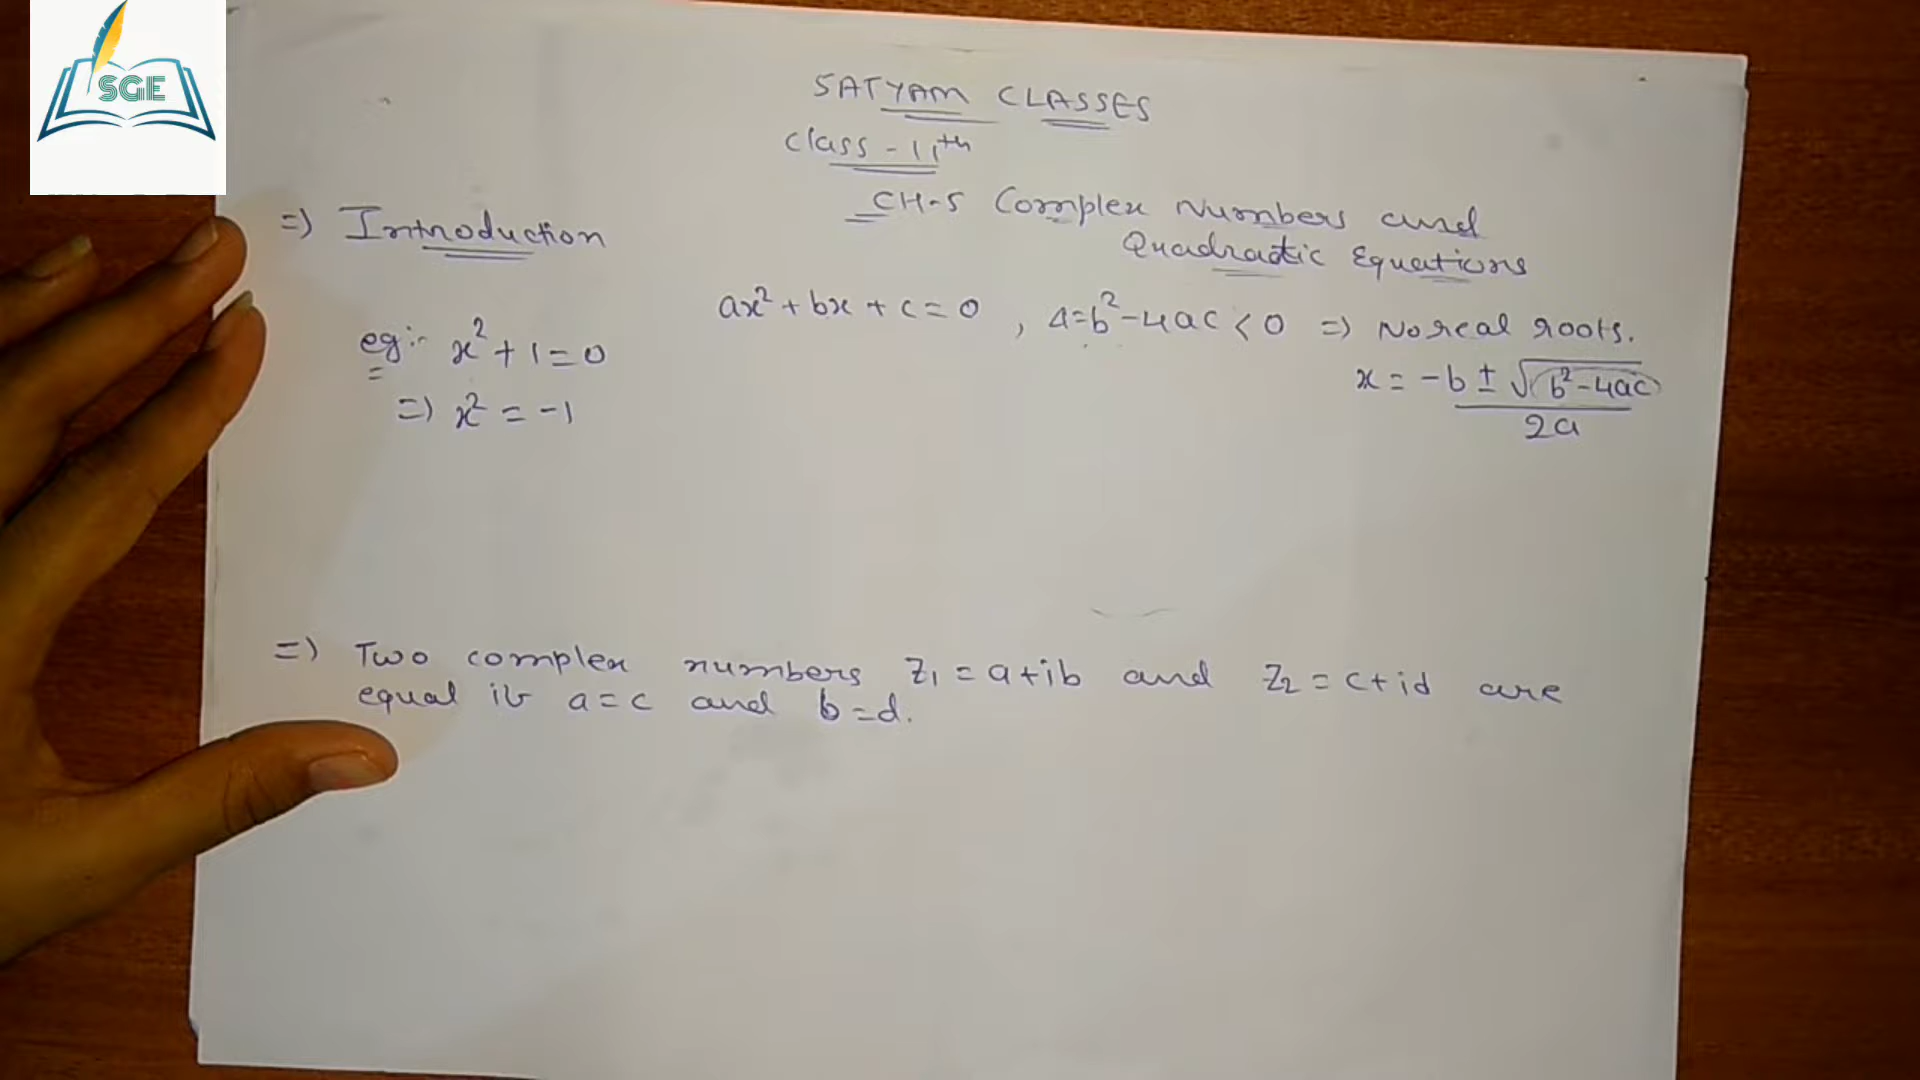 SGE
SATYAM CLASSES
Class - 11th
CH-5 Complex Numbers and
Quadractic Equations
=) Introduction
ax² + bx + c = 0 , Δ=b²-4ac < 0 =) No real roots.
eg:- x² + 1 = 0
=) x² = -1
x = -b ± √b²-4ac
2a
=) Two complex numbers Z₁ = a+ib and Z₂ = c+id are
equal if a=c and b=d.